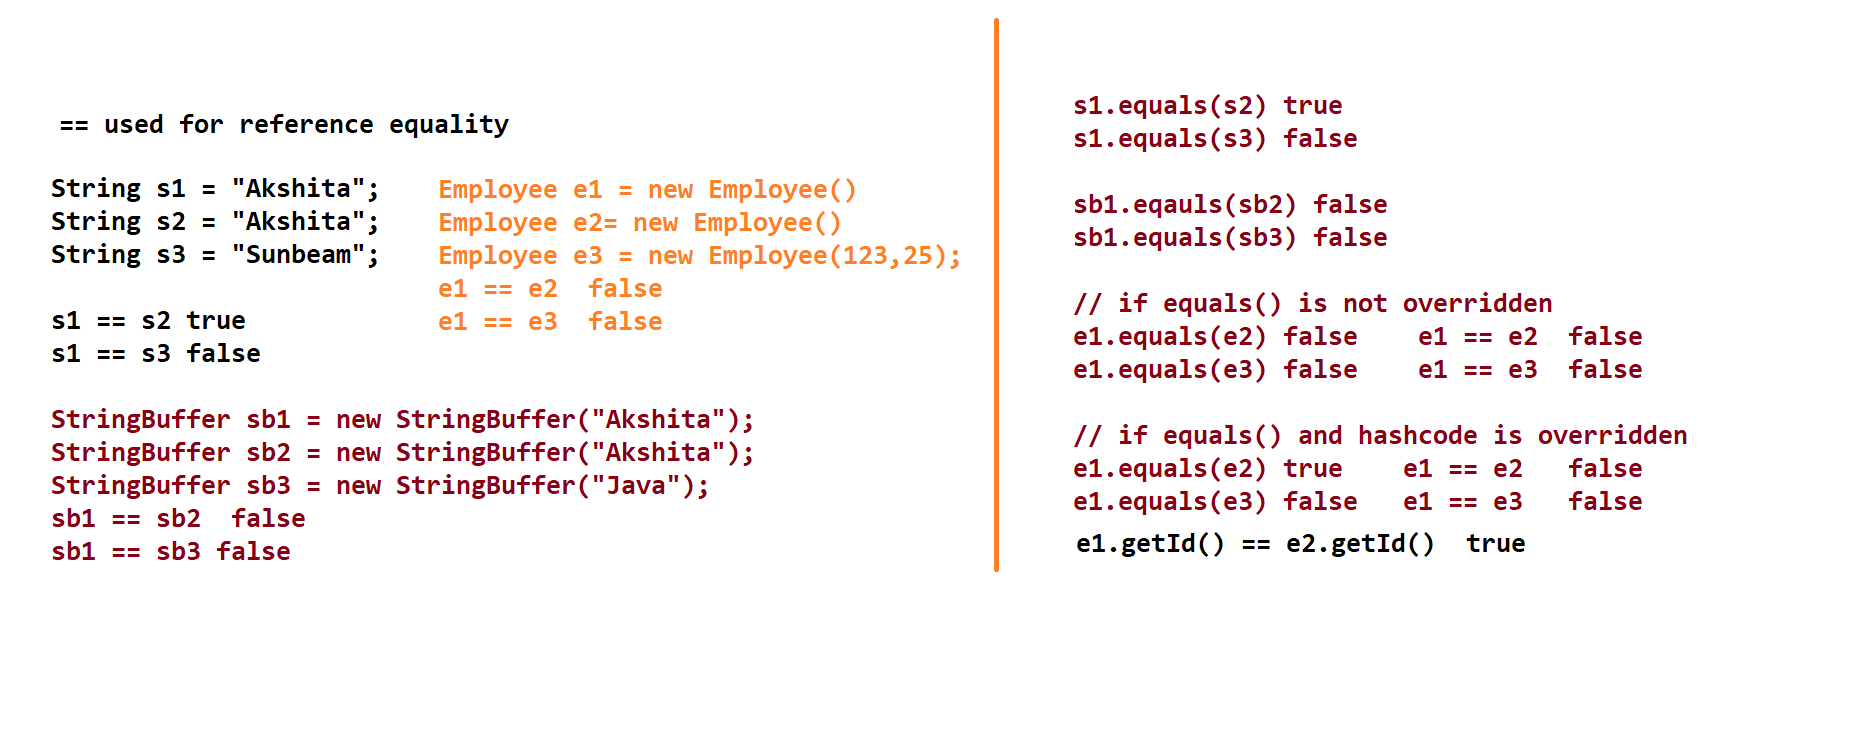 == used for reference equality
String s1 = "Akshita";
String s2 = "Akshita";
String s3 = "Sunbeam";
s1 == s2 true
s1 == s3 false
Employee e1 = new Employee()
Employee e2= new Employee()
Employee e3 = new Employee(123,25);
e1 == e2  false
e1 == e3  false
StringBuffer sb1 = new StringBuffer("Akshita");
StringBuffer sb2 = new StringBuffer("Akshita");
StringBuffer sb3 = new StringBuffer("Java");
sb1 == sb2  false
sb1 == sb3 false
s1.equals(s2) true
s1.equals(s3) false
sb1.eqauls(sb2) false
sb1.equals(sb3) false
// if equals() is not overridden
e1.equals(e2) false    e1 == e2  false
e1.equals(e3) false    e1 == e3  false
// if equals() and hashcode is overridden
e1.equals(e2) true    e1 == e2   false
e1.equals(e3) false   e1 == e3   false
e1.getId() == e2.getId()  true